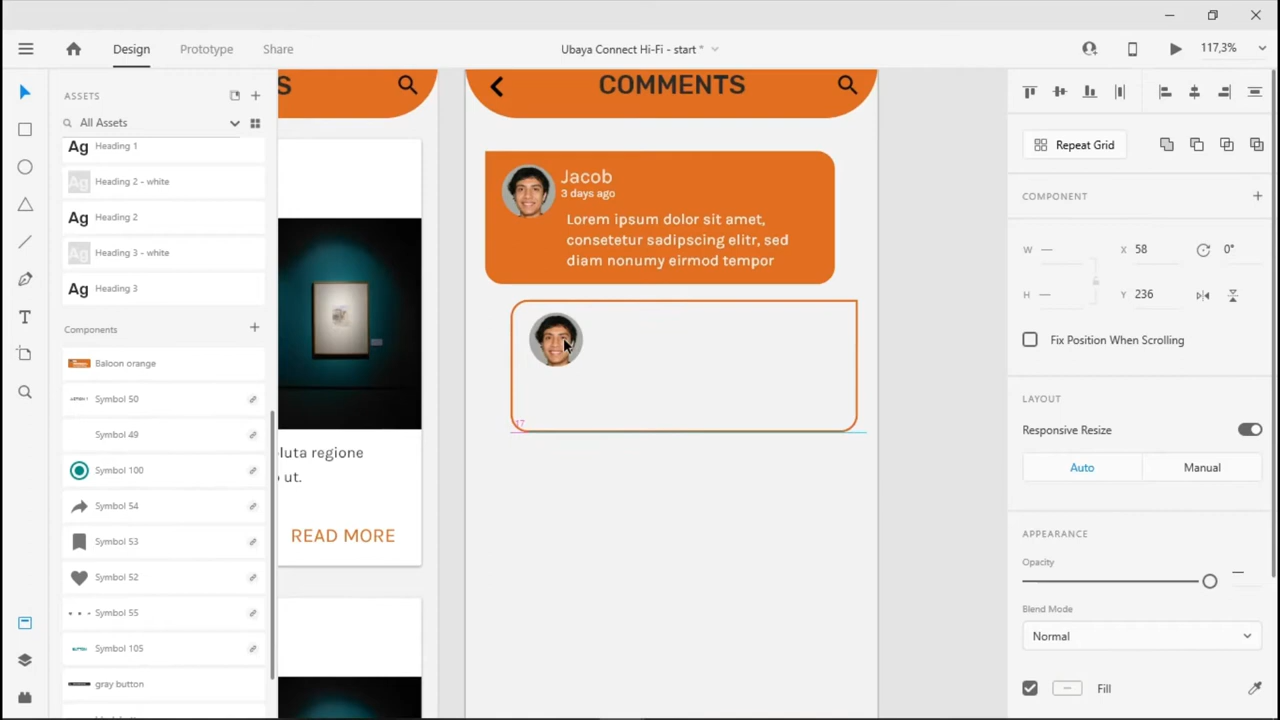 Design
Prototype
Share
Ubaya Connect Hi-Fi - start *
117,3%
ASSETS
All Assets
Ag Heading 1
Ag Heading 2 - white
Ag Heading 2
Ag Heading 3 - white
Ag Heading 3
Components
Baloon orange
Symbol 50
Symbol 49
Symbol 100
Symbol 54
Symbol 53
Symbol 52
Symbol 55
Symbol 105
gray button
S
oluta regione
o ut.
READ MORE
COMMENTS
Jacob
3 days ago
Lorem ipsum dolor sit amet,
consetetur sadipscing elitr, sed
diam nonumy eirmod tempor
17
Repeat Grid
COMPONENT
W —
X 58
0°
H —
Y 236
Fix Position When Scrolling
LAYOUT
Responsive Resize
Auto
Manual
APPEARANCE
Opacity
Blend Mode
Normal
Fill